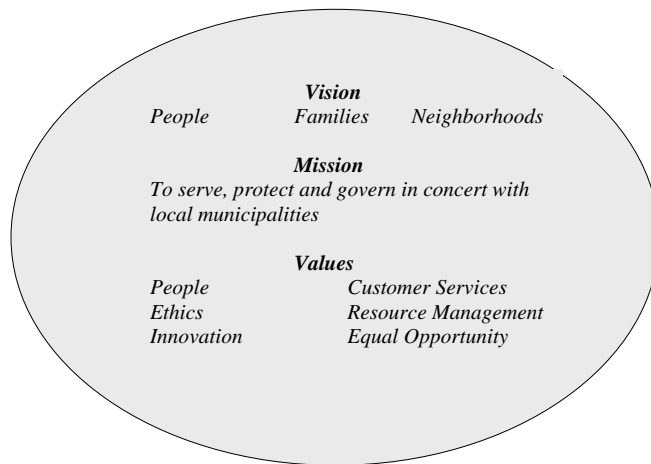 Vision
People Families Neighborhoods
Mission
To serve, protect and govern in concert with
local municipalities
Values
People Customer Services
Ethics Resource Management
Innovation Equal Opportunity